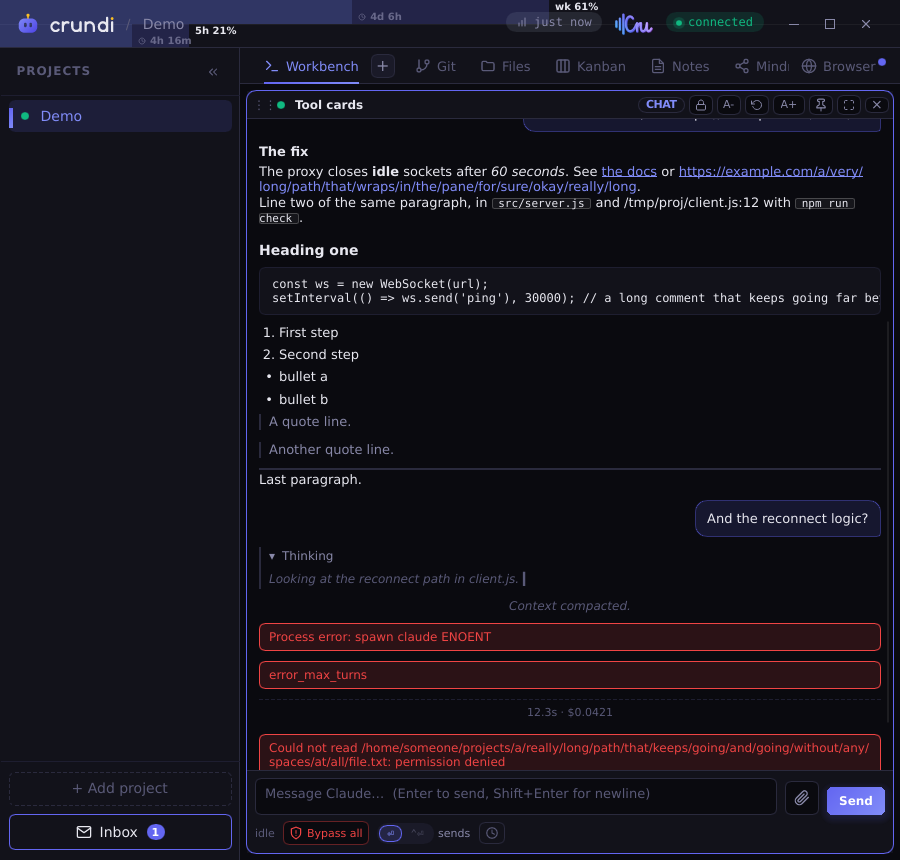 crundi / Demo
4h 16m
5h 21%
4d 6h
wk 61%
just now
Cru
connected
PROJECTS «
Demo
+ Add project
Inbox 1
Workbench + Git Files Kanban Notes Mind Browser
Tool cards CHAT A- A+
The fix
The proxy closes idle sockets after 60 seconds. See the docs or https://example.com/a/very/
long/path/that/wraps/in/the/pane/for/sure/okay/really/long.
Line two of the same paragraph, in src/server.js and /tmp/proj/client.js:12 with npm run
check.
Heading one
const ws = new WebSocket(url);
setInterval(() => ws.send('ping'), 30000); // a long comment that keeps going far be
1. First step
2. Second step
• bullet a
• bullet b
A quote line.
Another quote line.
Last paragraph.
And the reconnect logic?
▾ Thinking
Looking at the reconnect path in client.js.
Context compacted.
Process error: spawn claude ENOENT
error_max_turns
12.3s · $0.0421
Could not read /home/someone/projects/a/really/long/path/that/keeps/going/and/going/without/any/
spaces/at/all/file.txt: permission denied
Message Claude… (Enter to send, Shift+Enter for newline)
Send
idle Bypass all sends